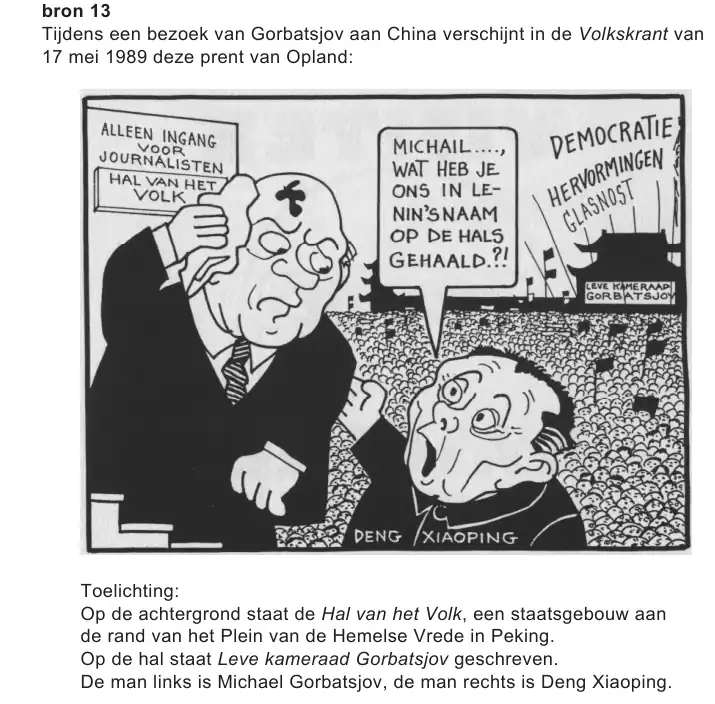 bron 13
Tijdens een bezoek van Gorbatsjov aan China verschijnt in de Volkskrant van
17 mei 1989 deze prent van Opland:
ALLEEN INGANG
VOOR
JOURNALISTEN
HAL VAN HET
VOLK
MICHAIL....,
WAT HEB JE
ONS IN LE-
NIN'S NAAM
OP DE HALS
GEHAALD.?!
DEMOCRATIE
HERVORMINGEN
GLASNOST
LEVE KAMERAAD
GORBATSJOV
DENG XIAOPING
Toelichting:
Op de achtergrond staat de Hal van het Volk, een staatsgebouw aan
de rand van het Plein van de Hemelse Vrede in Peking.
Op de hal staat Leve kameraad Gorbatsjov geschreven.
De man links is Michael Gorbatsjov, de man rechts is Deng Xiaoping.